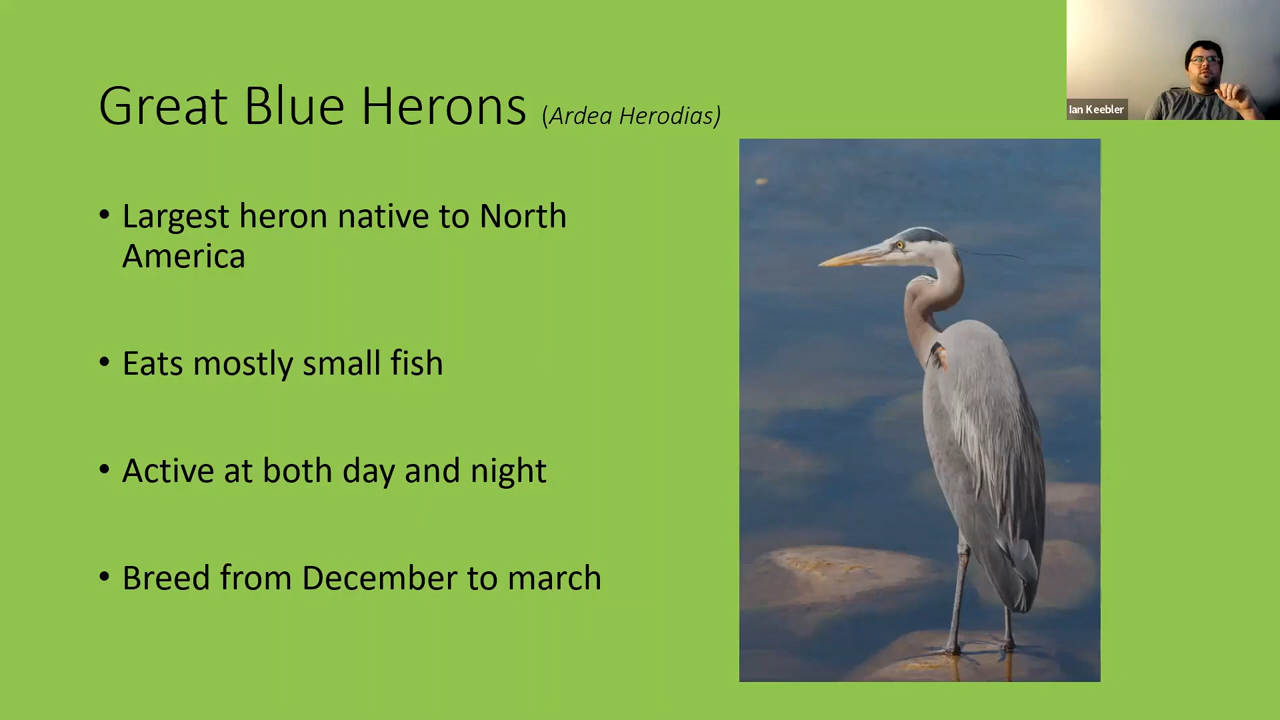 Great Blue Herons (Ardea Herodias)
Ian Keebler
• Largest heron native to North
America
• Eats mostly small fish
• Active at both day and night
• Breed from December to march